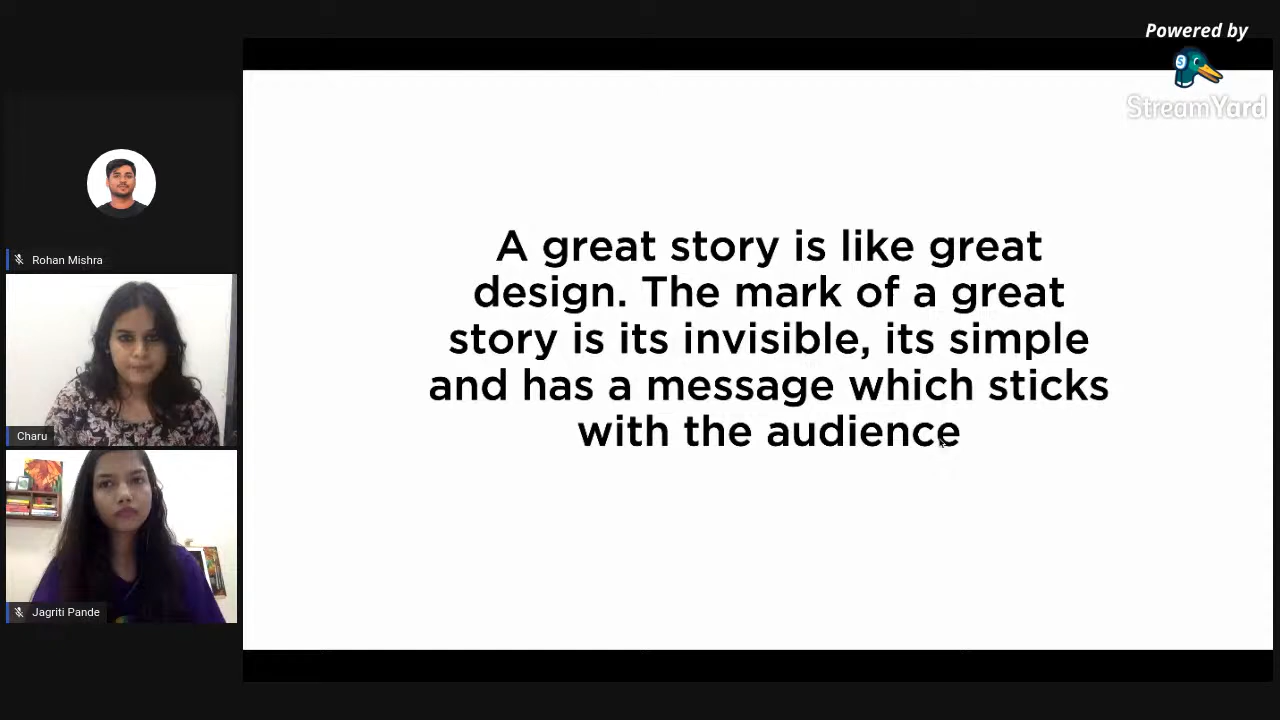 Powered by
StreamYard
Rohan Mishra
Charu
Jagriti Pande
A great story is like great
design. The mark of a great
story is its invisible, its simple
and has a message which sticks
with the audience